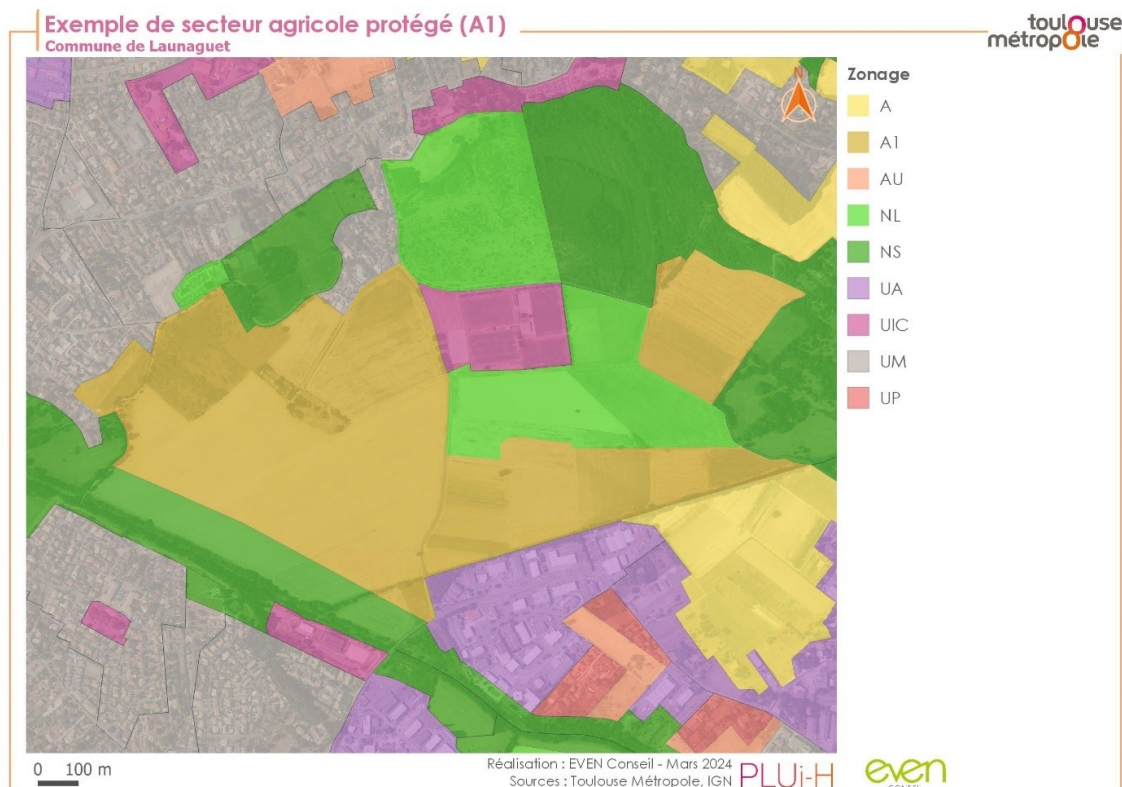 Exemple de secteur agricole protégé (A1)
Commune de Launaguet
toulouse
métropole
N
Zonage
A
A1
AU
NL
NS
UA
UIC
UM
UP
0 100 m
Réalisation : EVEN Conseil - Mars 2024
Sources : Toulouse Métropole, IGN
PLUi-H
even
CONSEIL